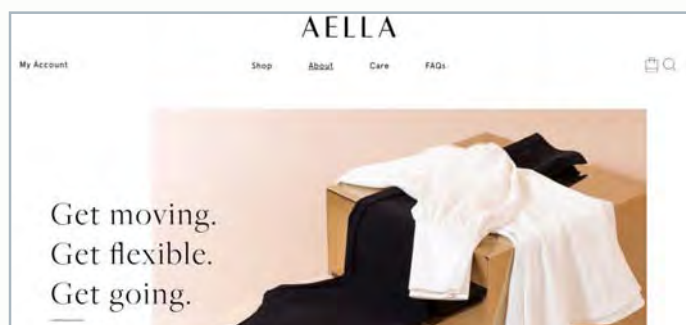 AELLA
My Account
Shop About Care FAQs
Get moving.
Get flexible.
Get going.